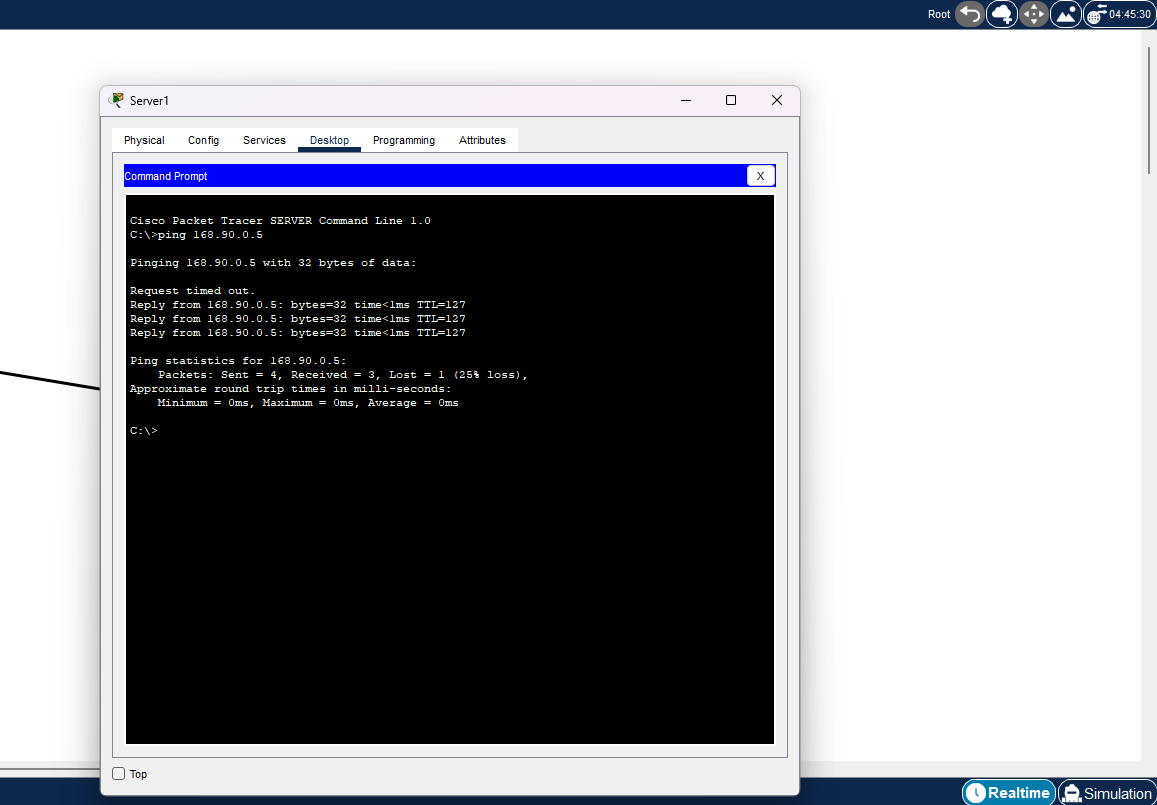 Root
04:45:30
Server1
Physical Config Services Desktop Programming Attributes
Command Prompt X
Cisco Packet Tracer SERVER Command Line 1.0
C:\>ping 168.90.0.5
Pinging 168.90.0.5 with 32 bytes of data:
Request timed out.
Reply from 168.90.0.5: bytes=32 time<1ms TTL=127
Reply from 168.90.0.5: bytes=32 time<1ms TTL=127
Reply from 168.90.0.5: bytes=32 time<1ms TTL=127
Ping statistics for 168.90.0.5:
Packets: Sent = 4, Received = 3, Lost = 1 (25% loss),
Approximate round trip times in milli-seconds:
Minimum = 0ms, Maximum = 0ms, Average = 0ms
C:\>
Top
Realtime Simulation